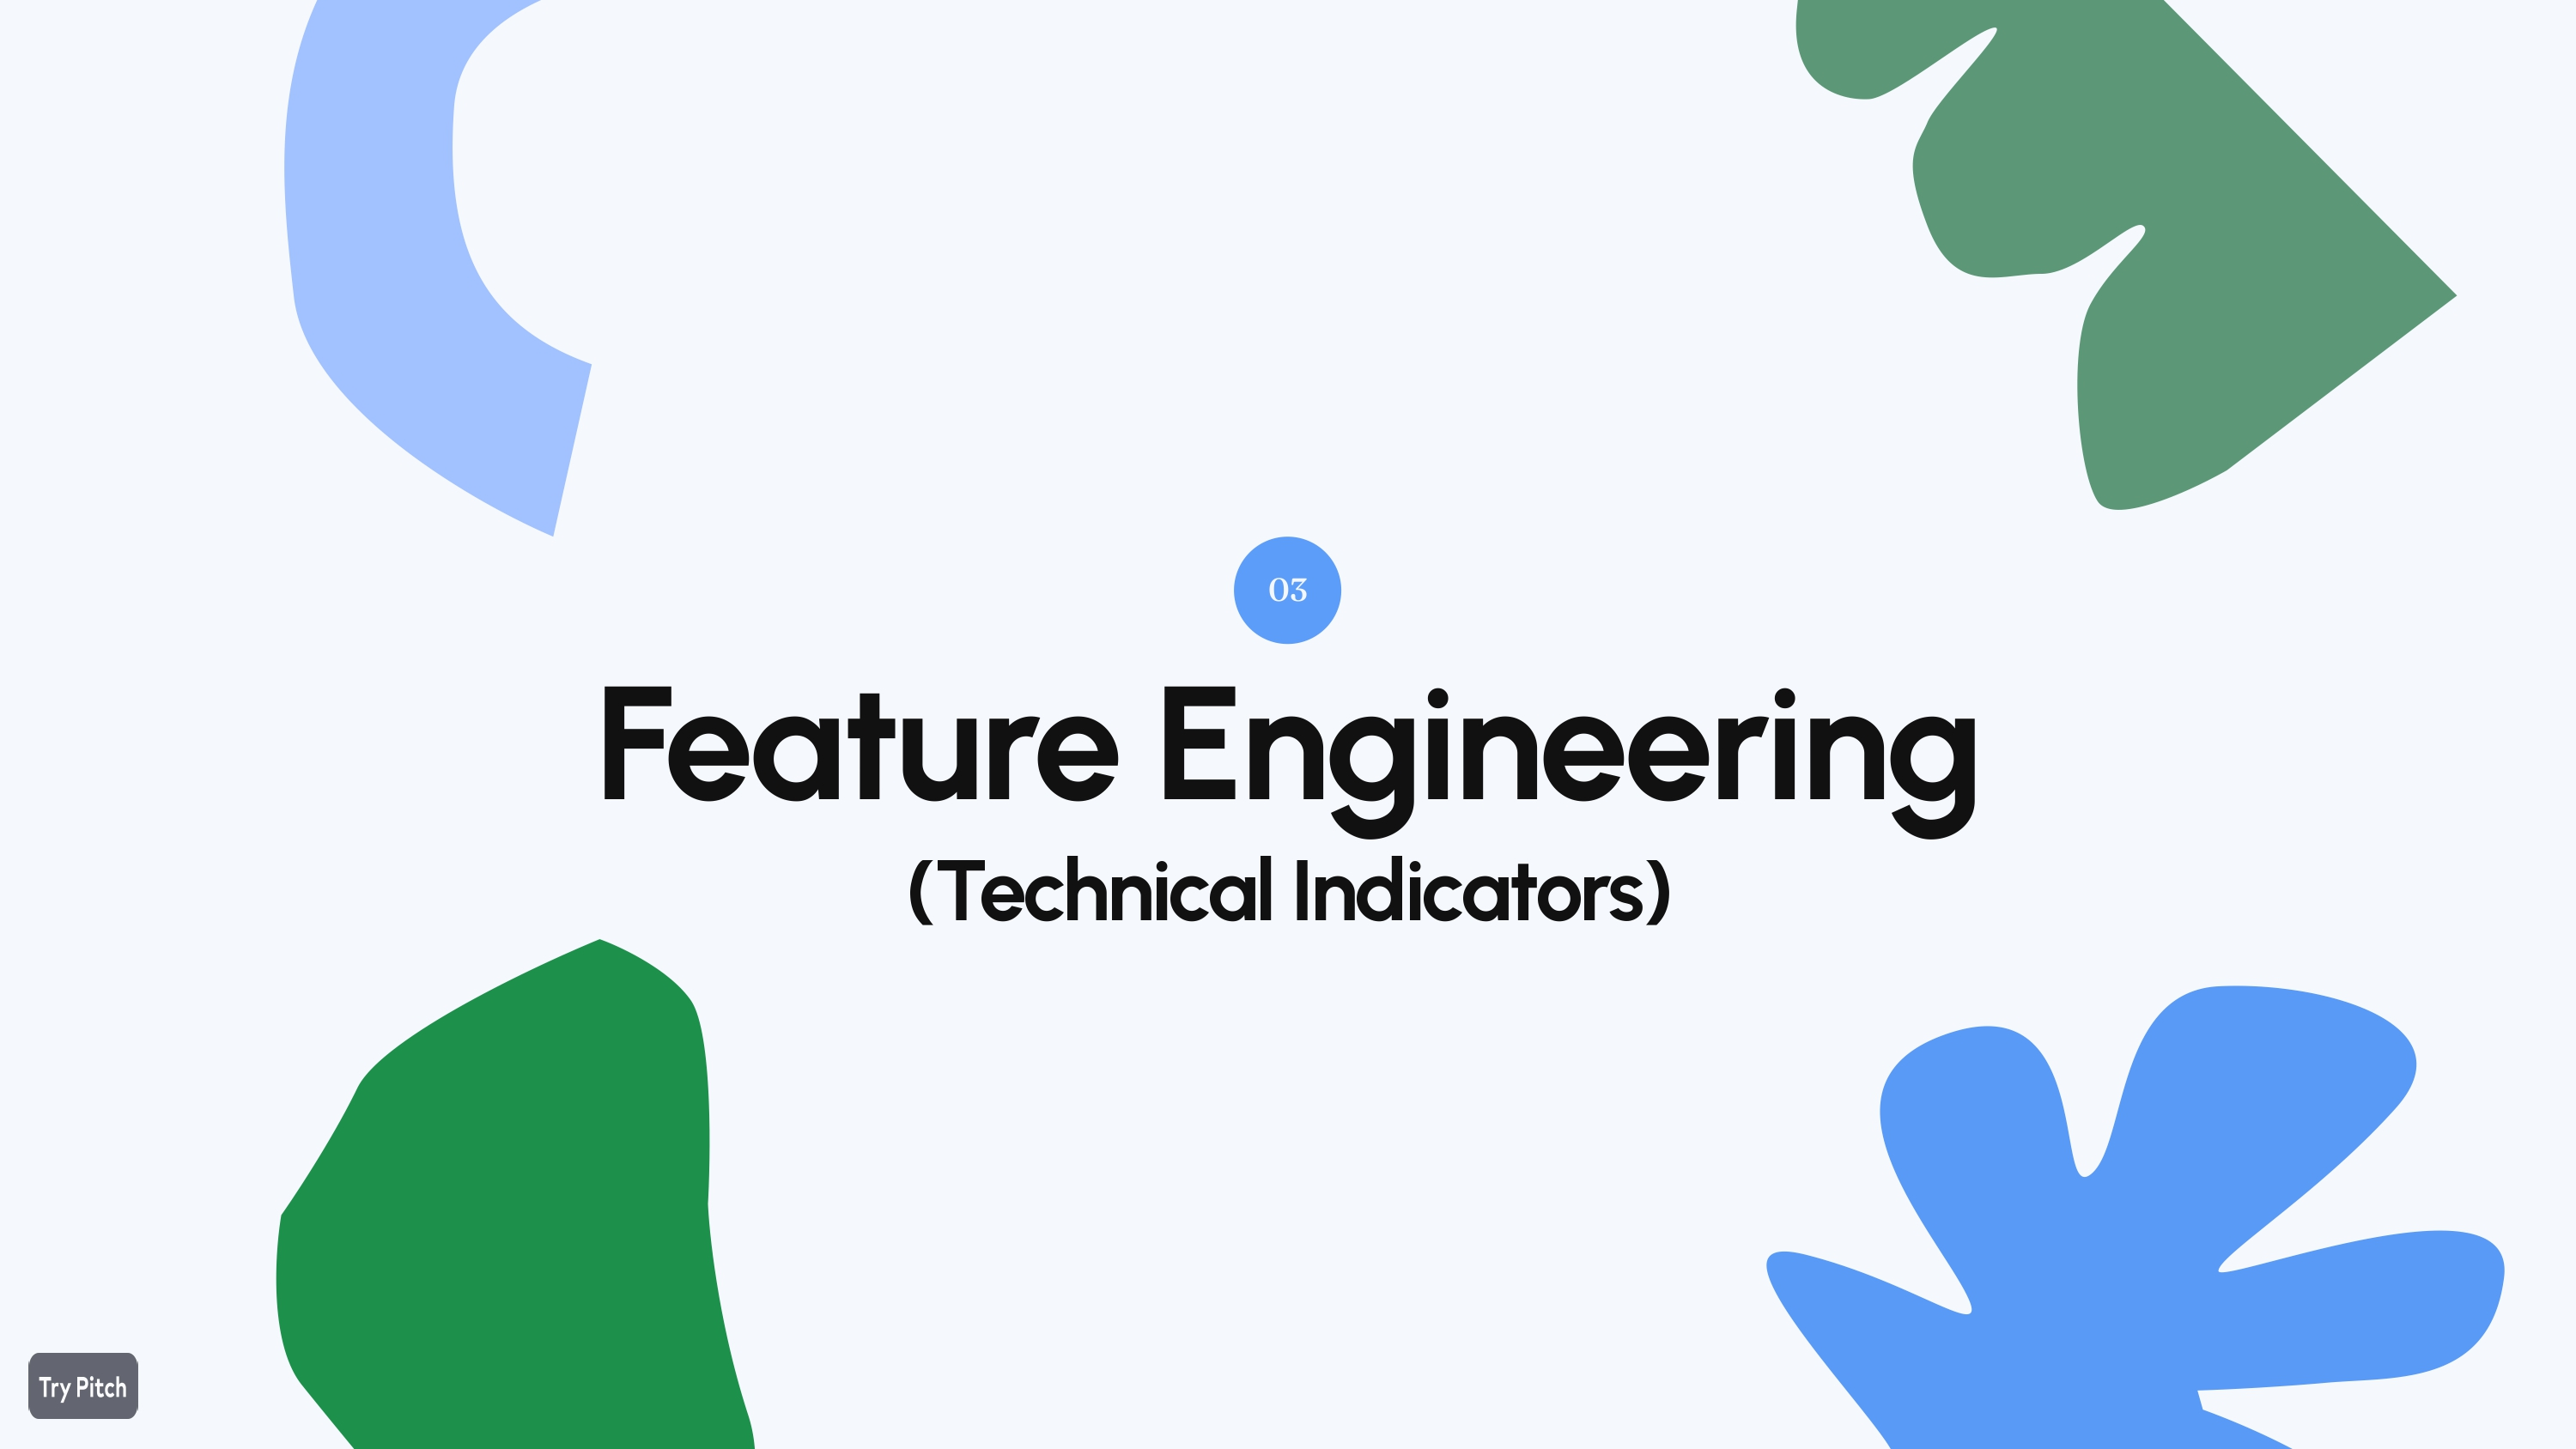 03
Feature Engineering
(Technical Indicators)
Try Pitch